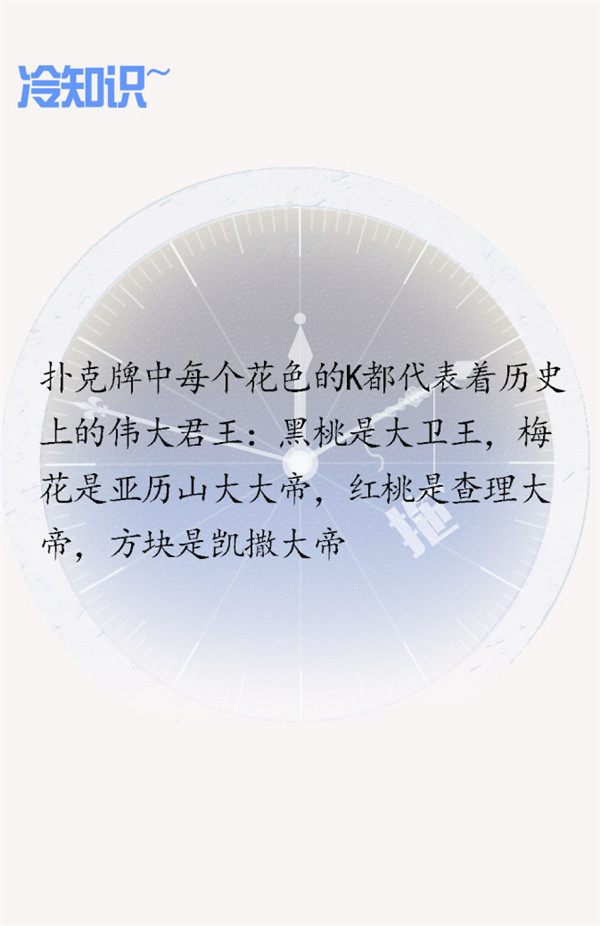 冷知识~
扑克牌中每个花色的K都代表着历史
上的伟大君王：黑桃是大卫王，梅
花是亚历山大大帝，红桃是查理大
帝，方块是凯撒大帝
拖